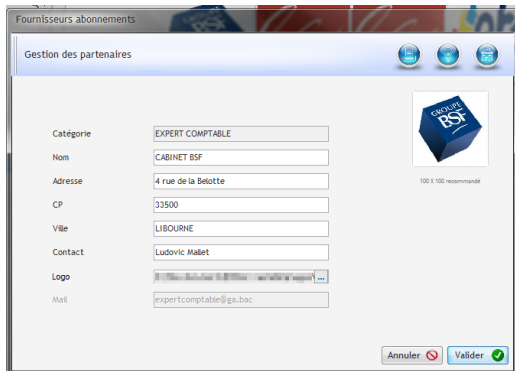 Fournisseurs abonnements
Gestion des partenaires
GROUPE
BSF
100 X 100 recommandé
Catégorie EXPERT COMPTABLE
Nom CABINET BSF
Adresse 4 rue de la Belotte
CP 33500
Ville LIBOURNE
Contact Ludovic Mallet
Logo ...
Mail expertcomptable@ga.bac
Annuler Valider